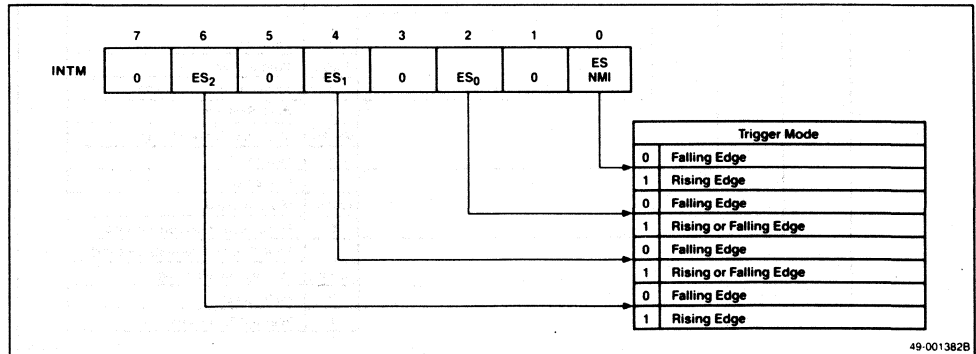 7 6 5 4 3 2 1 0
INTM 0 ES2 0 ES1 0 ES0 0 ES NMI
Trigger Mode
0 Falling Edge
1 Rising Edge
0 Falling Edge
1 Rising or Falling Edge
0 Falling Edge
1 Rising or Falling Edge
0 Falling Edge
1 Rising Edge
49-001382B